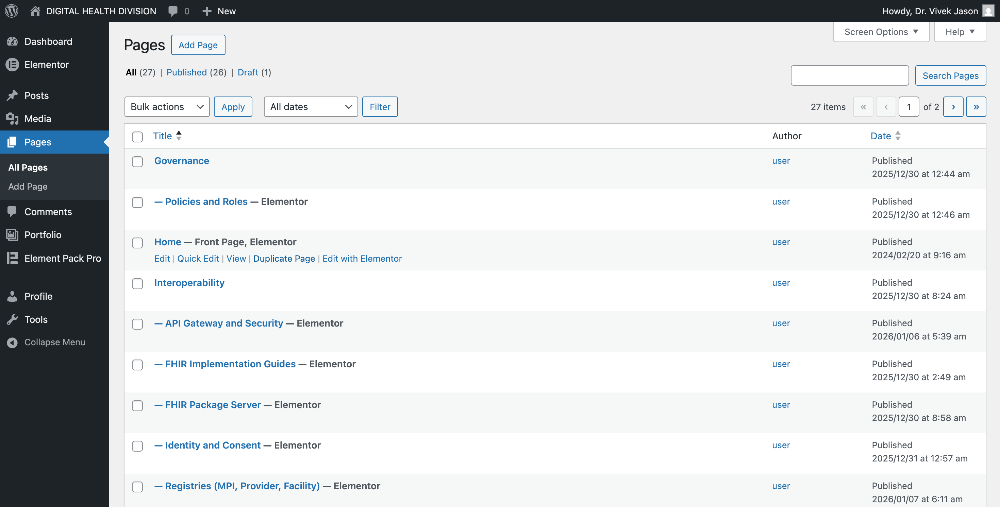 DIGITAL HEALTH DIVISION 0 New Howdy, Dr. Vivek Jason
Dashboard
Elementor
Posts
Media
Pages
All Pages
Add Page
Comments
Portfolio
Element Pack Pro
Profile
Tools
Collapse Menu
Screen Options Help
Pages Add Page
All (27) | Published (26) | Draft (1)
Search Pages
Bulk actions Apply All dates Filter 27 items « ‹ 1 of 2 › »
Title Author Date
Governance user Published
2025/12/30 at 12:44 am
— Policies and Roles — Elementor user Published
2025/12/30 at 12:46 am
Home — Front Page, Elementor user Published
Edit | Quick Edit | View | Duplicate Page | Edit with Elementor 2024/02/20 at 9:16 am
Interoperability user Published
2025/12/30 at 8:24 am
— API Gateway and Security — Elementor user Published
2026/01/06 at 5:39 am
— FHIR Implementation Guides — Elementor user Published
2025/12/30 at 2:49 am
— FHIR Package Server — Elementor user Published
2025/12/30 at 8:58 am
— Identity and Consent — Elementor user Published
2025/12/31 at 12:57 am
— Registries (MPI, Provider, Facility) — Elementor user Published
2026/01/07 at 6:11 am